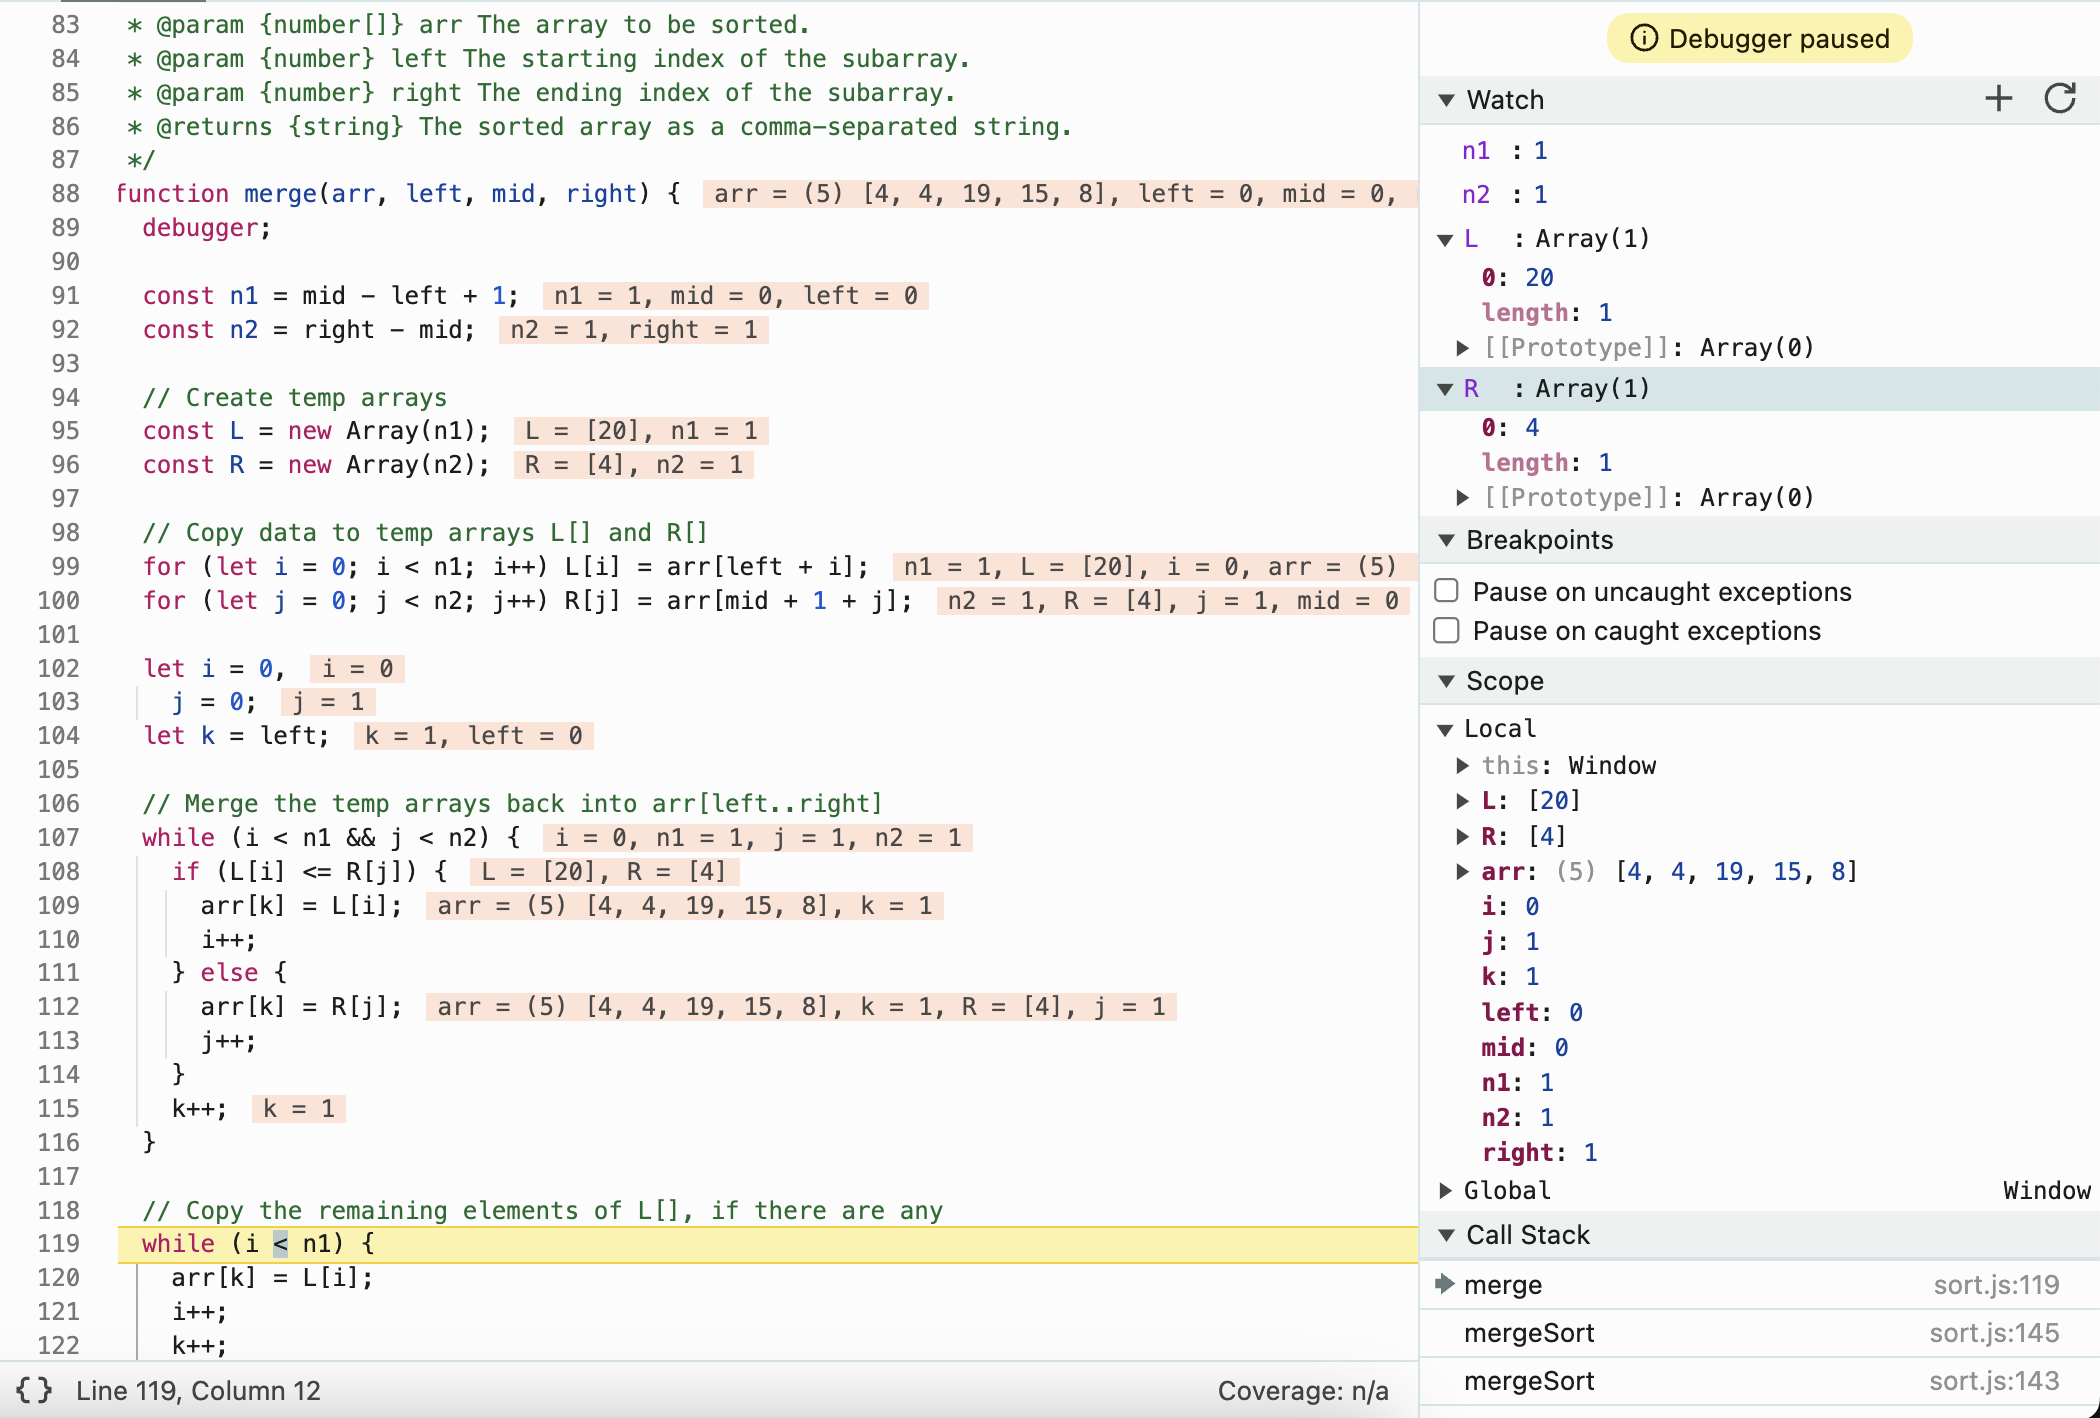 83 * @param {number[]} arr The array to be sorted.
84 * @param {number} left The starting index of the subarray.
85 * @param {number} right The ending index of the subarray.
86 * @returns {string} The sorted array as a comma-separated string.
87 */
88 function merge(arr, left, mid, right) { arr = (5) [4, 4, 19, 15, 8], left = 0, mid = 0,
89 debugger;
90
91 const n1 = mid - left + 1; n1 = 1, mid = 0, left = 0
92 const n2 = right - mid; n2 = 1, right = 1
93
94 // Create temp arrays
95 const L = new Array(n1); L = [20], n1 = 1
96 const R = new Array(n2); R = [4], n2 = 1
97
98 // Copy data to temp arrays L[] and R[]
99 for (let i = 0; i < n1; i++) L[i] = arr[left + i]; n1 = 1, L = [20], i = 0, arr = (5)
100 for (let j = 0; j < n2; j++) R[j] = arr[mid + 1 + j]; n2 = 1, R = [4], j = 1, mid = 0
101
102 let i = 0, i = 0
103 j = 0; j = 1
104 let k = left; k = 1, left = 0
105
106 // Merge the temp arrays back into arr[left..right]
107 while (i < n1 && j < n2) { i = 0, n1 = 1, j = 1, n2 = 1
108 if (L[i] <= R[j]) { L = [20], R = [4]
109 arr[k] = L[i]; arr = (5) [4, 4, 19, 15, 8], k = 1
110 i++;
111 } else {
112 arr[k] = R[j]; arr = (5) [4, 4, 19, 15, 8], k = 1, R = [4], j = 1
113 j++;
114 }
115 k++; k = 1
116 }
117
118 // Copy the remaining elements of L[], if there are any
119 while (i < n1) {
120 arr[k] = L[i];
121 i++;
122 k++;
{} Line 119, Column 12 Coverage: n/a
Debugger paused
Watch
n1 : 1
n2 : 1
L : Array(1)
0: 20
length: 1
[[Prototype]]: Array(0)
R : Array(1)
0: 4
length: 1
[[Prototype]]: Array(0)
Breakpoints
Pause on uncaught exceptions
Pause on caught exceptions
Scope
Local
this: Window
L: [20]
R: [4]
arr: (5) [4, 4, 19, 15, 8]
i: 0
j: 1
k: 1
left: 0
mid: 0
n1: 1
n2: 1
right: 1
Global Window
Call Stack
merge sort.js:119
mergeSort sort.js:145
mergeSort sort.js:143